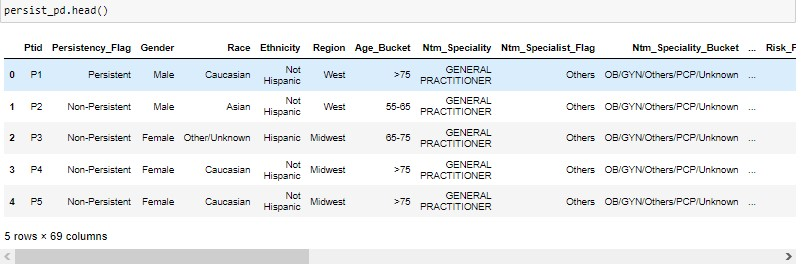 persist_pd.head()
Ptid Persistency_Flag Gender Race Ethnicity Region Age_Bucket Ntm_Speciality Ntm_Specialist_Flag Ntm_Speciality_Bucket ... Risk_F
0 P1 Persistent Male Caucasian Not Hispanic West >75 GENERAL PRACTITIONER Others OB/GYN/Others/PCP/Unknown ...
1 P2 Non-Persistent Male Asian Not Hispanic West 55-65 GENERAL PRACTITIONER Others OB/GYN/Others/PCP/Unknown ...
2 P3 Non-Persistent Female Other/Unknown Hispanic Midwest 65-75 GENERAL PRACTITIONER Others OB/GYN/Others/PCP/Unknown ...
3 P4 Non-Persistent Female Caucasian Not Hispanic Midwest >75 GENERAL PRACTITIONER Others OB/GYN/Others/PCP/Unknown ...
4 P5 Non-Persistent Female Caucasian Not Hispanic Midwest >75 GENERAL PRACTITIONER Others OB/GYN/Others/PCP/Unknown ...
5 rows × 69 columns